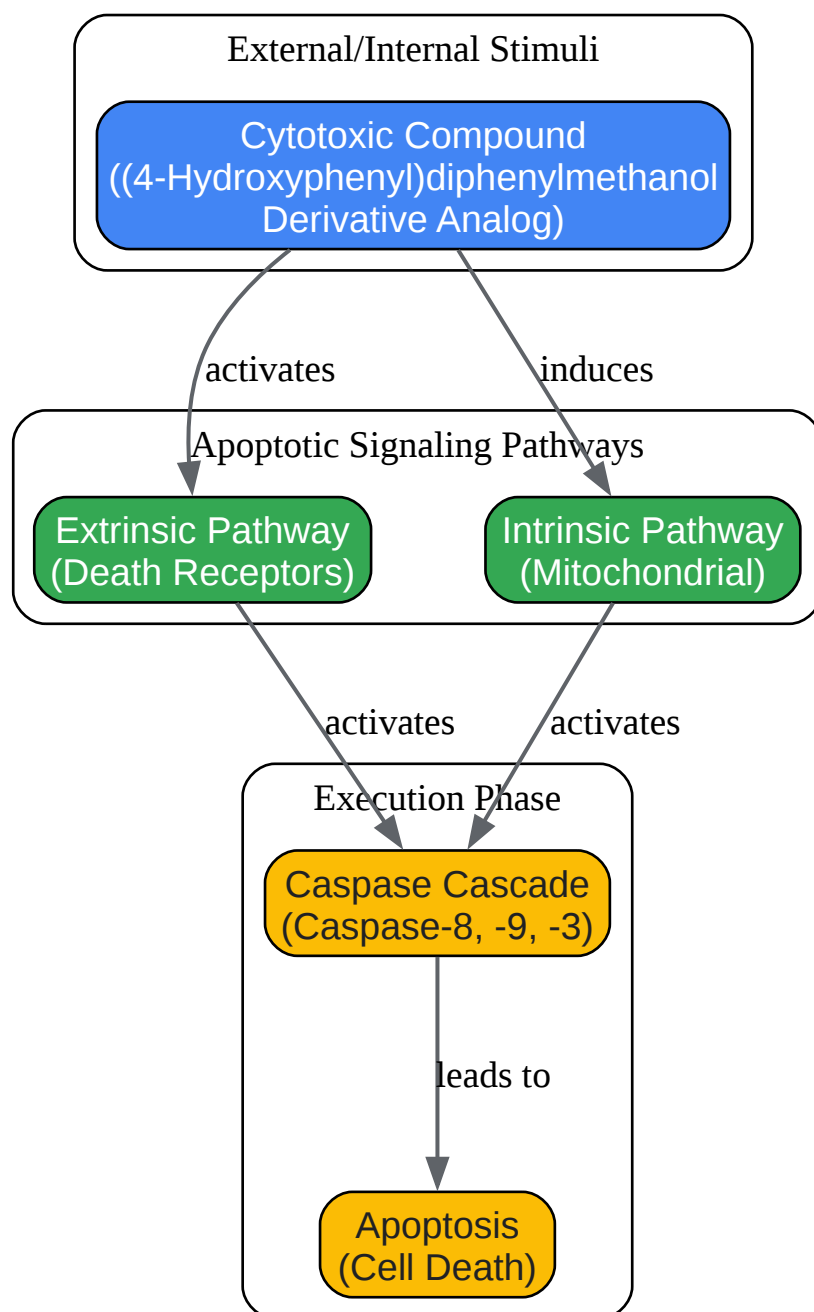 External/Internal Stimuli
Cytotoxic Compound
((4-Hydroxyphenyl)diphenylmethanol
Derivative Analog)
activates
induces
Apoptotic Signaling Pathways
Extrinsic Pathway
(Death Receptors)
Intrinsic Pathway
(Mitochondrial)
activates
activates
Execution Phase
Caspase Cascade
(Caspase-8, -9, -3)
leads to
Apoptosis
(Cell Death)